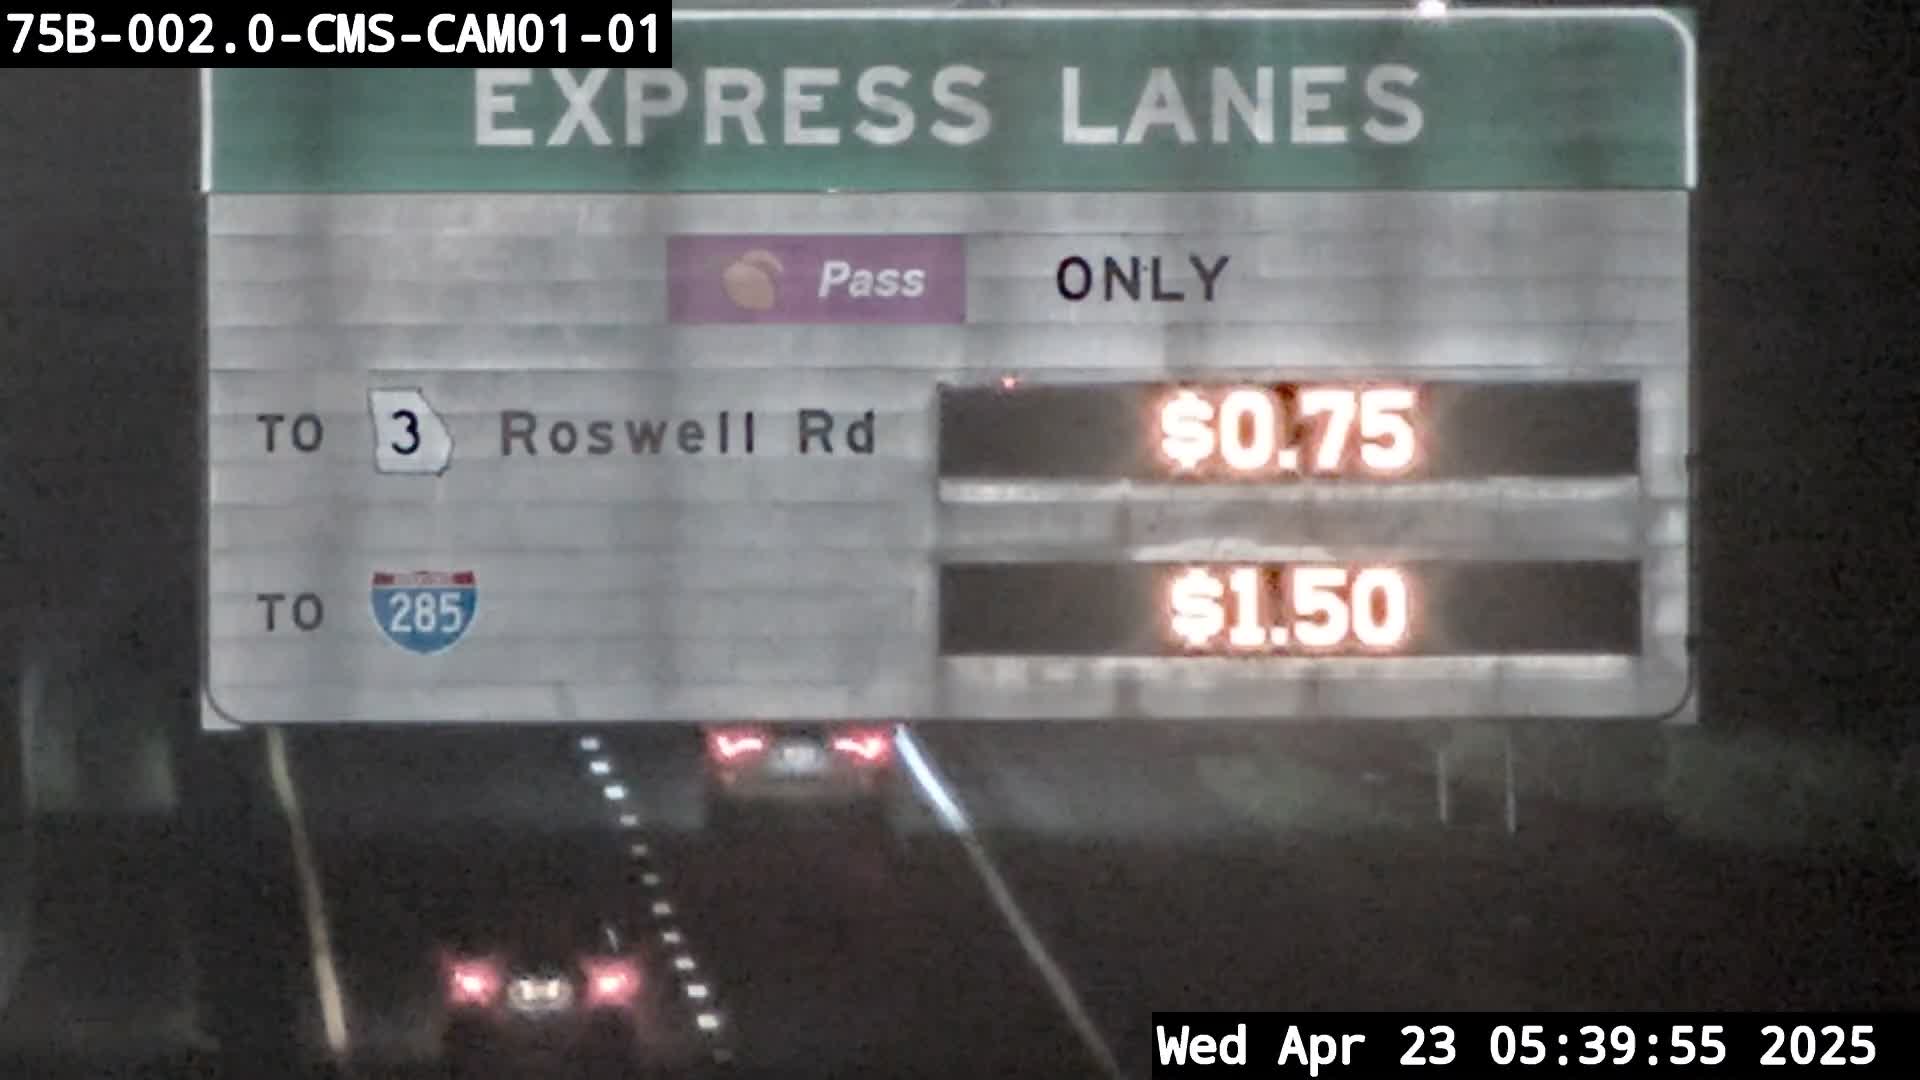 75B-002.0-CMS-CAM01-01
EXPRESS LANES
Pass ONLY
TO 3 Roswell Rd $0.75
TO 285 $1.50
Wed Apr 23 05:39:55 2025